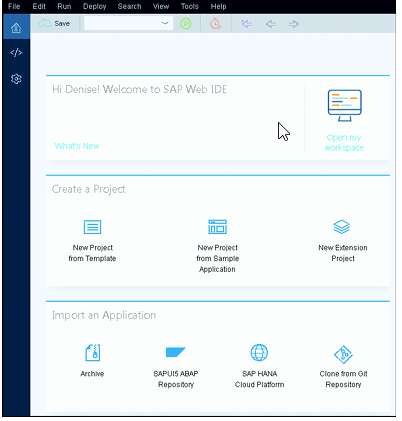 File Edit Run Deploy Search View Tools Help
Save
Hi Denise! Welcome to SAP Web IDE
What's New
Open my
workspace
Create a Project
New Project
from Template
New Project
from Sample
Application
New Extension
Project
Import an Application
Archive
SAPUI5 ABAP
Repository
SAP HANA
Cloud Platform
Clone from Git
Repository